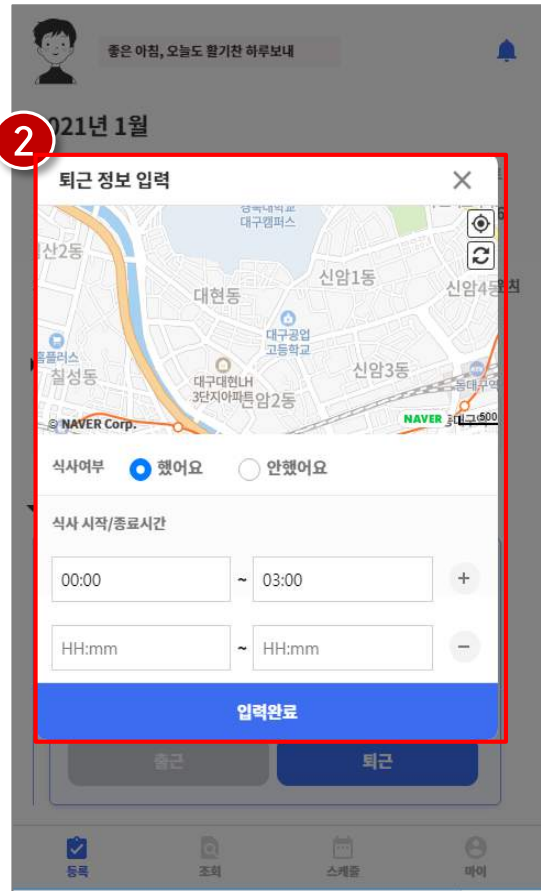 좋은 아침, 오늘도 활기찬 하루보내
021년 1월
2
퇴근 정보 입력
경북대학교
대구캠퍼스
산2동
신암1동
대현동
신암4동
대구공업
고등학교
홈플러스
칠성동
신암3동
대구대현LH
3단지아파트
암2동
동대구역
© NAVER Corp.
NAVER
500
식사여부
했어요
안했어요
식사 시작/종료시간
00:00 ~ 03:00 +
HH:mm ~ HH:mm −
입력완료
출근
퇴근
등록
조회
스케줄
마이